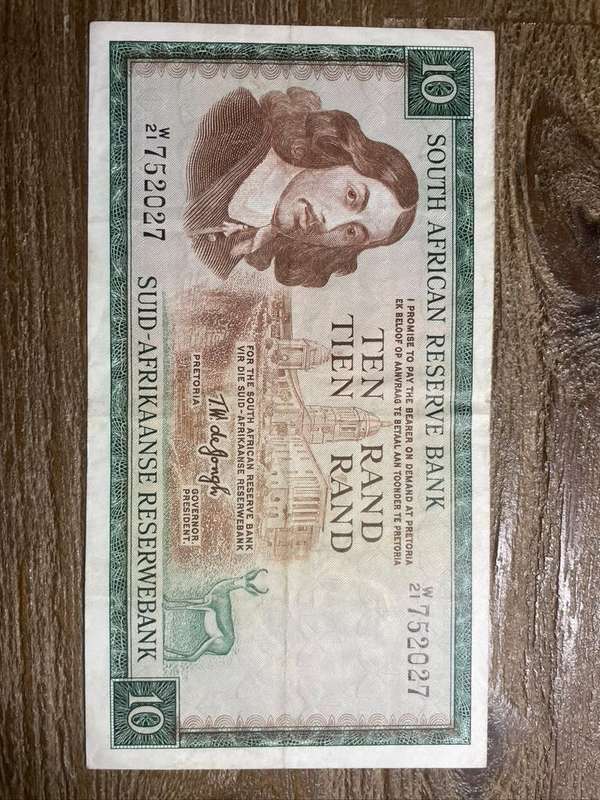 10
SOUTH AFRICAN RESERVE BANK
I PROMISE TO PAY THE BEARER ON DEMAND AT PRETORIA
EK BELOOF OP AANVRAAG TE BETAAL AAN TOONDER TE PRETORIA
W/21 752027
TEN RAND
TIEN RAND
FOR THE SOUTH AFRICAN RESERVE BANK
VIR DIE SUID-AFRIKAANSE RESERWEBANK
T.W. de Jongh
PRETORIA
GOVERNOR.
PRESIDENT.
W/21 752027
SUID-AFRIKAANSE RESERWEBANK
10